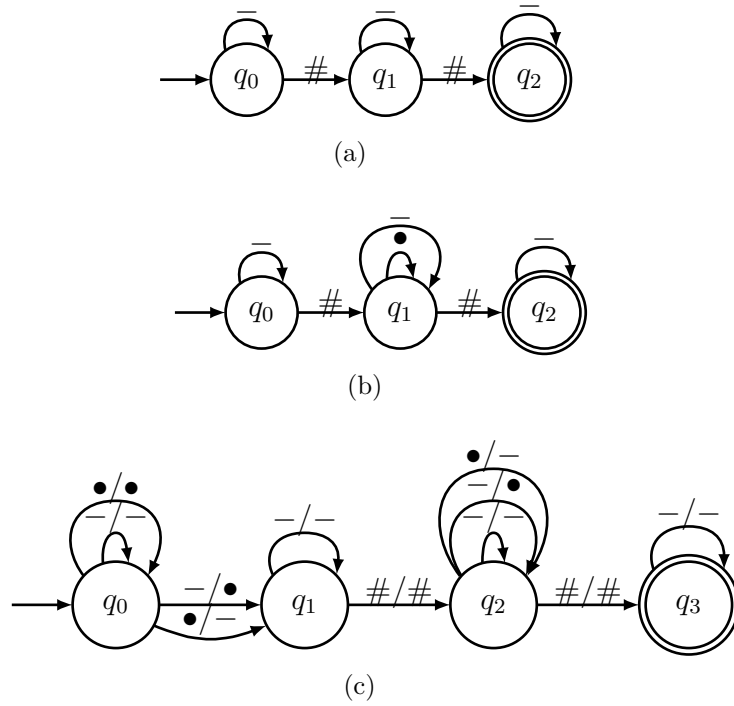 − − −
q0 # q1 # q2
(a)
− − • −
q0 # q1 # q2
(b)
•/• −/− −/− •/− −/• −/− −/−
q0 −/• •/− q1 #/# q2 #/# q3
(c)